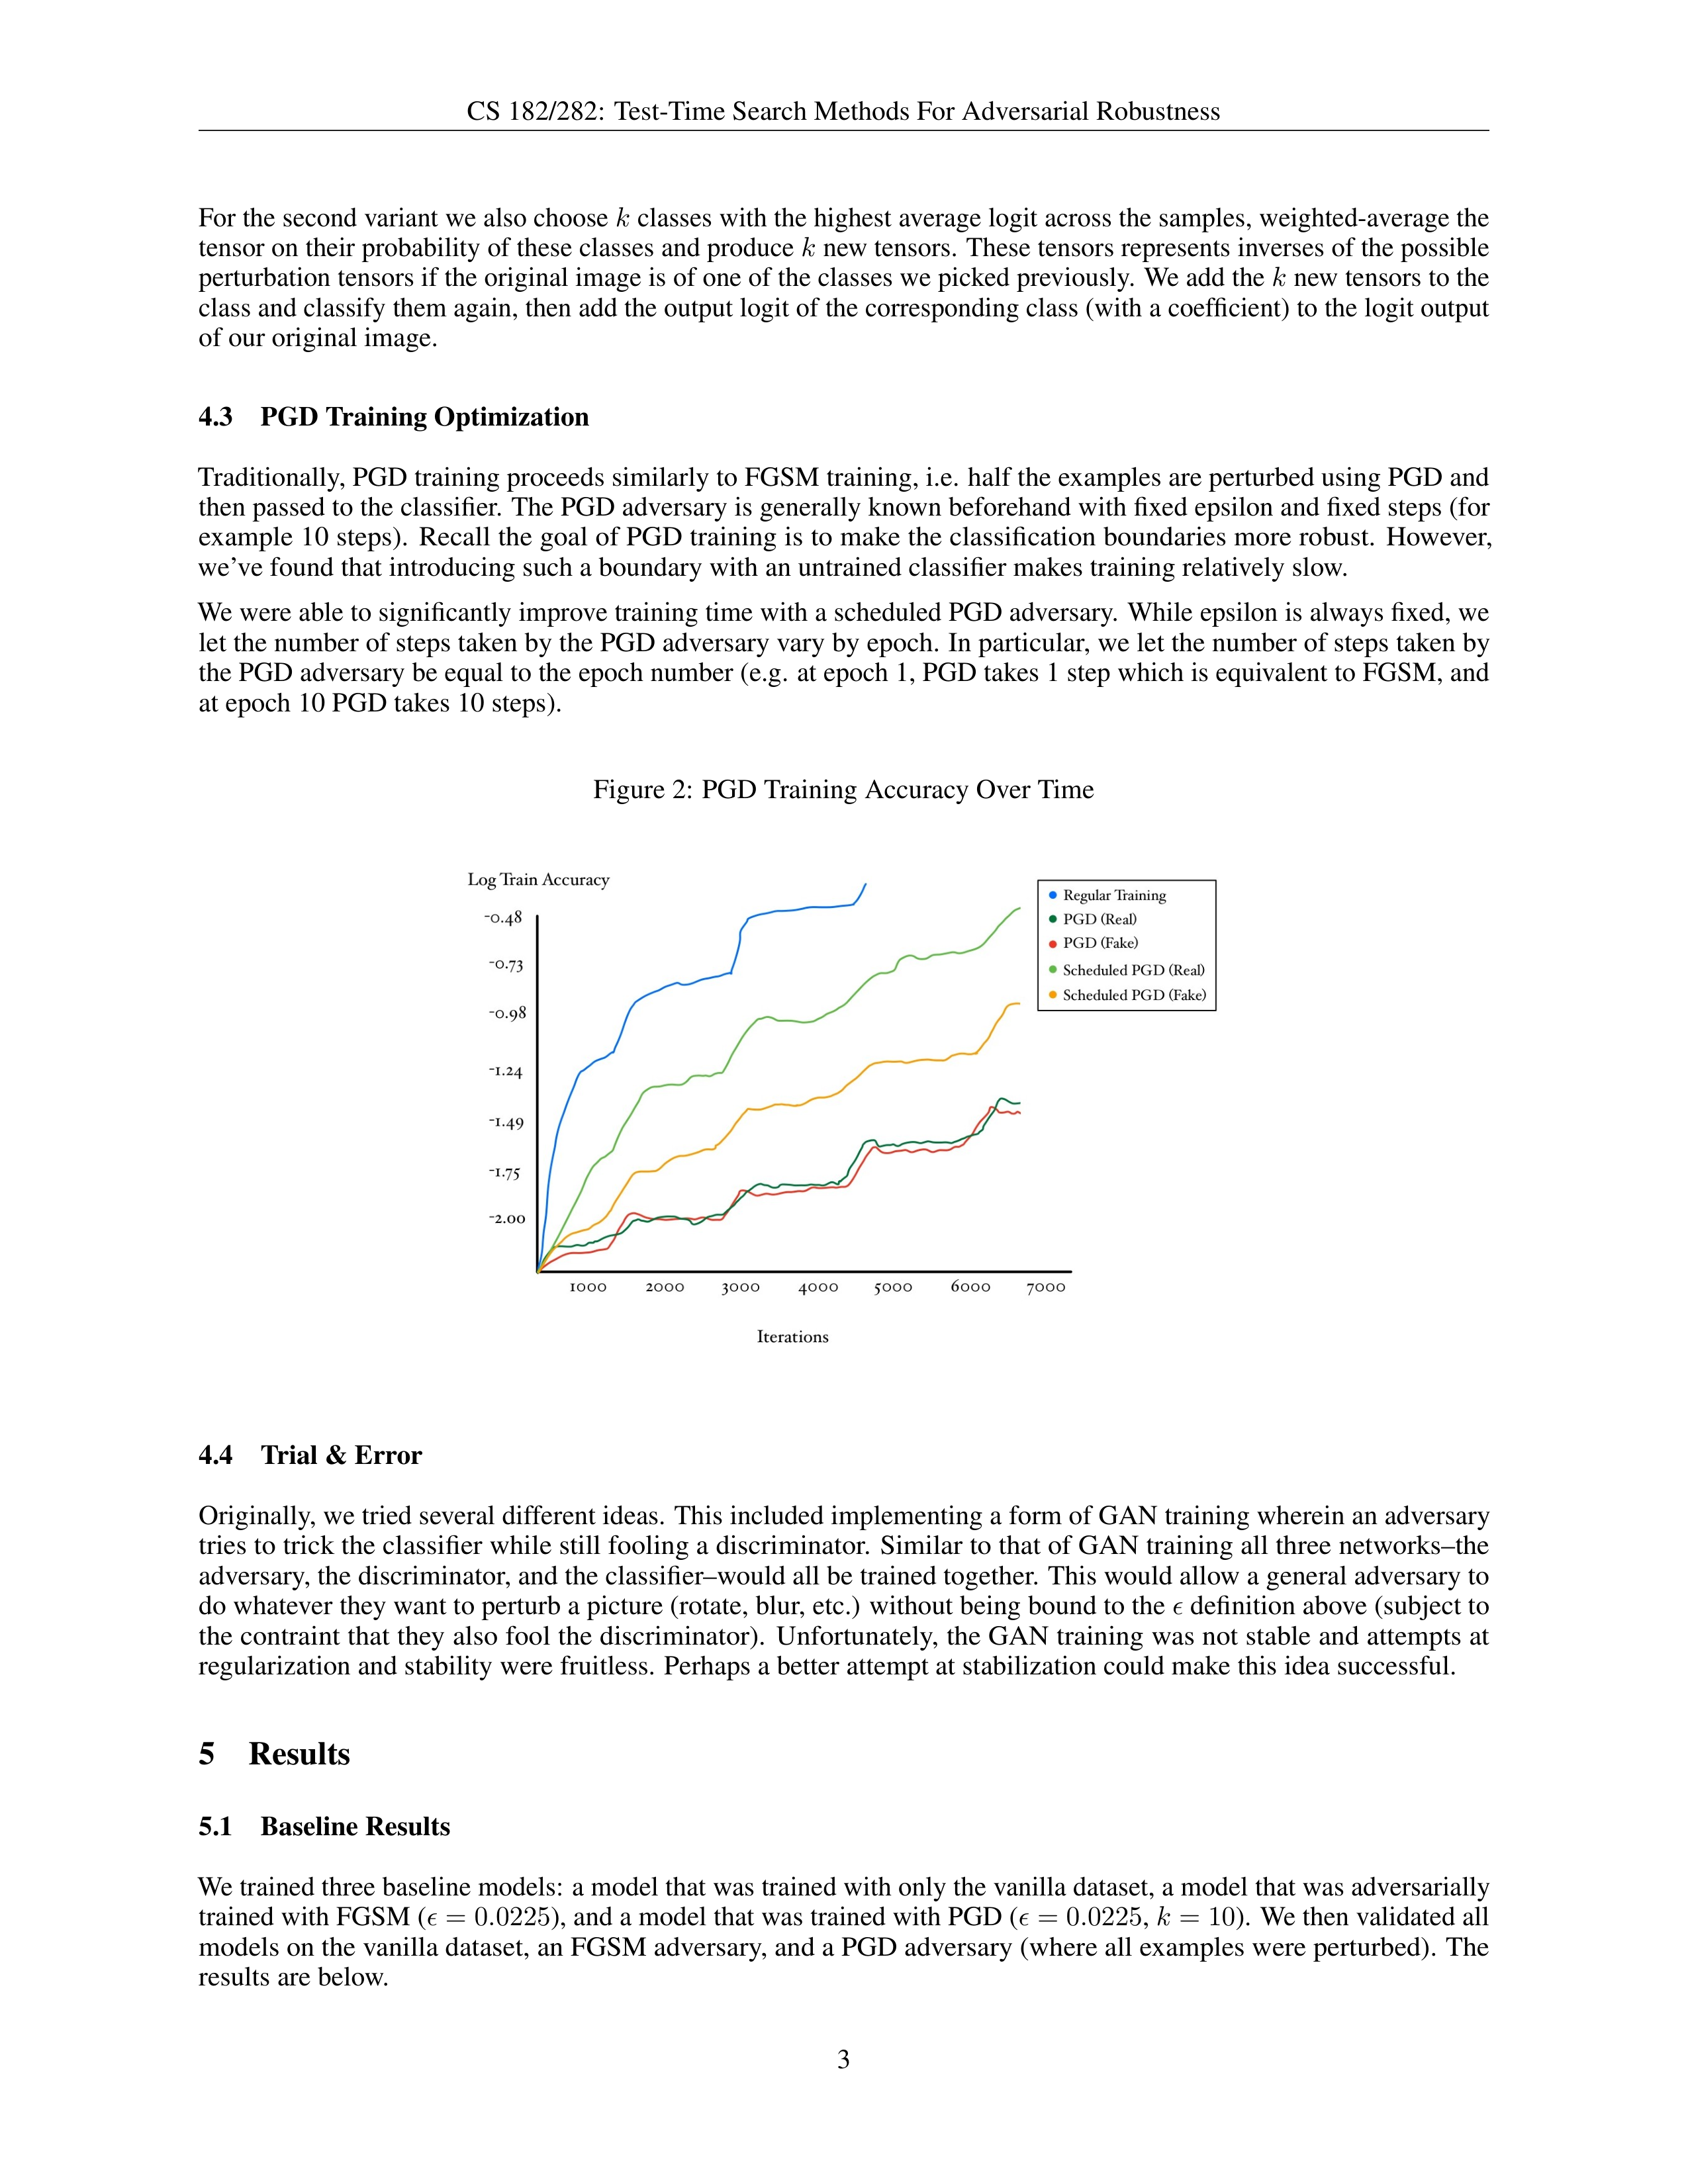 CS 182/282: Test-Time Search Methods For Adversarial Robustness
For the second variant we also choose k classes with the highest average logit across the samples, weighted-average the
tensor on their probability of these classes and produce k new tensors. These tensors represents inverses of the possible
perturbation tensors if the original image is of one of the classes we picked previously. We add the k new tensors to the
class and classify them again, then add the output logit of the corresponding class (with a coefficient) to the logit output
of our original image.
4.3 PGD Training Optimization
Traditionally, PGD training proceeds similarly to FGSM training, i.e. half the examples are perturbed using PGD and
then passed to the classifier. The PGD adversary is generally known beforehand with fixed epsilon and fixed steps (for
example 10 steps). Recall the goal of PGD training is to make the classification boundaries more robust. However,
we've found that introducing such a boundary with an untrained classifier makes training relatively slow.
We were able to significantly improve training time with a scheduled PGD adversary. While epsilon is always fixed, we
let the number of steps taken by the PGD adversary vary by epoch. In particular, we let the number of steps taken by
the PGD adversary be equal to the epoch number (e.g. at epoch 1, PGD takes 1 step which is equivalent to FGSM, and
at epoch 10 PGD takes 10 steps).
Figure 2: PGD Training Accuracy Over Time
Log Train Accuracy
-0.48
-0.73
-0.98
-1.24
-1.49
-1.75
-2.00
1000 2000 3000 4000 5000 6000 7000
Iterations
Regular Training
PGD (Real)
PGD (Fake)
Scheduled PGD (Real)
Scheduled PGD (Fake)
4.4 Trial & Error
Originally, we tried several different ideas. This included implementing a form of GAN training wherein an adversary
tries to trick the classifier while still fooling a discriminator. Similar to that of GAN training all three networks–the
adversary, the discriminator, and the classifier–would all be trained together. This would allow a general adversary to
do whatever they want to perturb a picture (rotate, blur, etc.) without being bound to the ϵ definition above (subject to
the contraint that they also fool the discriminator). Unfortunately, the GAN training was not stable and attempts at
regularization and stability were fruitless. Perhaps a better attempt at stabilization could make this idea successful.
5 Results
5.1 Baseline Results
We trained three baseline models: a model that was trained with only the vanilla dataset, a model that was adversarially
trained with FGSM (ϵ = 0.0225), and a model that was trained with PGD (ϵ = 0.0225, k = 10). We then validated all
models on the vanilla dataset, an FGSM adversary, and a PGD adversary (where all examples were perturbed). The
results are below.
3